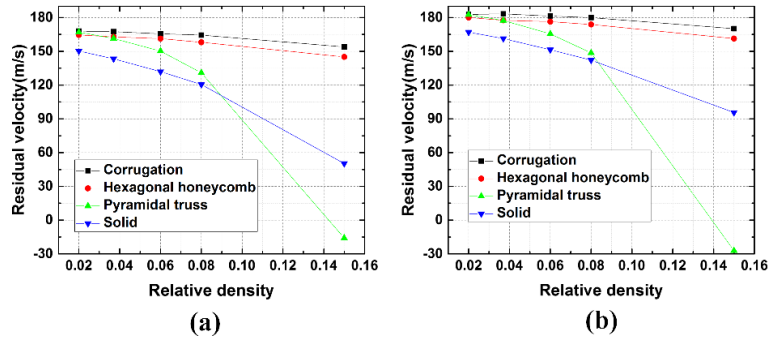 180
150
120
90
60
30
0
-30
Residual velocity(m/s)
Corrugation
Hexagonal honeycomb
Pyramidal truss
Solid
0.02 0.04 0.06 0.08 0.10 0.12 0.14 0.16
Relative density
(a)
180
150
120
90
60
30
0
-30
Residual velocity(m/s)
Corrugation
Hexagonal honeycomb
Pyramidal truss
Solid
0.02 0.04 0.06 0.08 0.10 0.12 0.14 0.16
Relative density
(b)